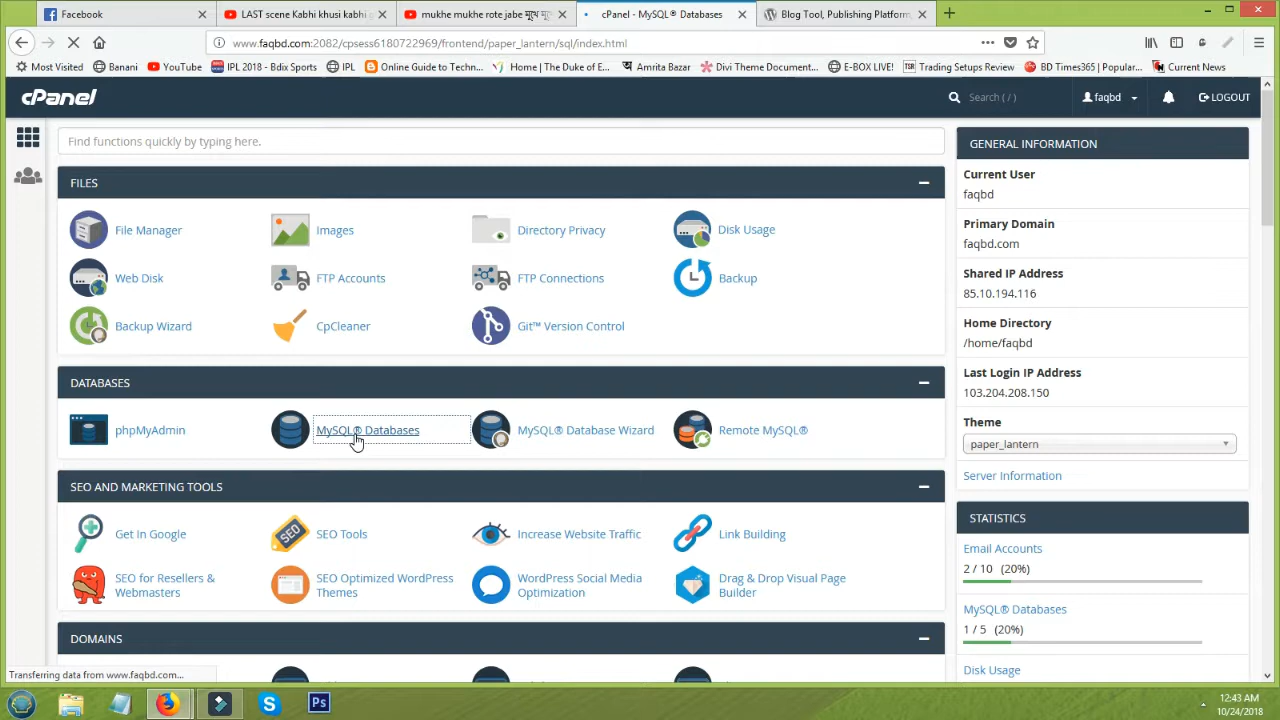 Facebook
LAST scene Kabhi khusi kabhi g
mukhe mukhe rote jabe
cPanel - MySQL® Databases
Blog Tool, Publishing Platform,
www.faqbd.com:2082/cpsess6180722969/frontend/paper_lantern/sql/index.html
Most Visited
Banani
YouTube
IPL 2018 - Bdix Sports
IPL
Online Guide to Techn...
Home | The Duke of E...
Amrita Bazar
Divi Theme Document...
E-BOX LIVE!
Trading Setups Review
BD Times365 | Popular...
Current News
cPanel
Search ( / )
faqbd
LOGOUT
Find functions quickly by typing here.
FILES
File Manager
Images
Directory Privacy
Disk Usage
Web Disk
FTP Accounts
FTP Connections
Backup
Backup Wizard
CpCleaner
Git™ Version Control
DATABASES
phpMyAdmin
MySQL® Databases
MySQL® Database Wizard
Remote MySQL®
SEO AND MARKETING TOOLS
Get In Google
SEO
SEO Tools
Increase Website Traffic
Link Building
SEO for Resellers &
Webmasters
SEO Optimized WordPress
Themes
WordPress Social Media
Optimization
Drag & Drop Visual Page
Builder
DOMAINS
GENERAL INFORMATION
Current User
faqbd
Primary Domain
faqbd.com
Shared IP Address
85.10.194.116
Home Directory
/home/faqbd
Last Login IP Address
103.204.208.150
Theme
paper_lantern
Server Information
STATISTICS
Email Accounts
2 / 10 (20%)
MySQL® Databases
1 / 5 (20%)
Disk Usage
Transferring data from www.faqbd.com...
Ps
12:43 AM
10/24/2018